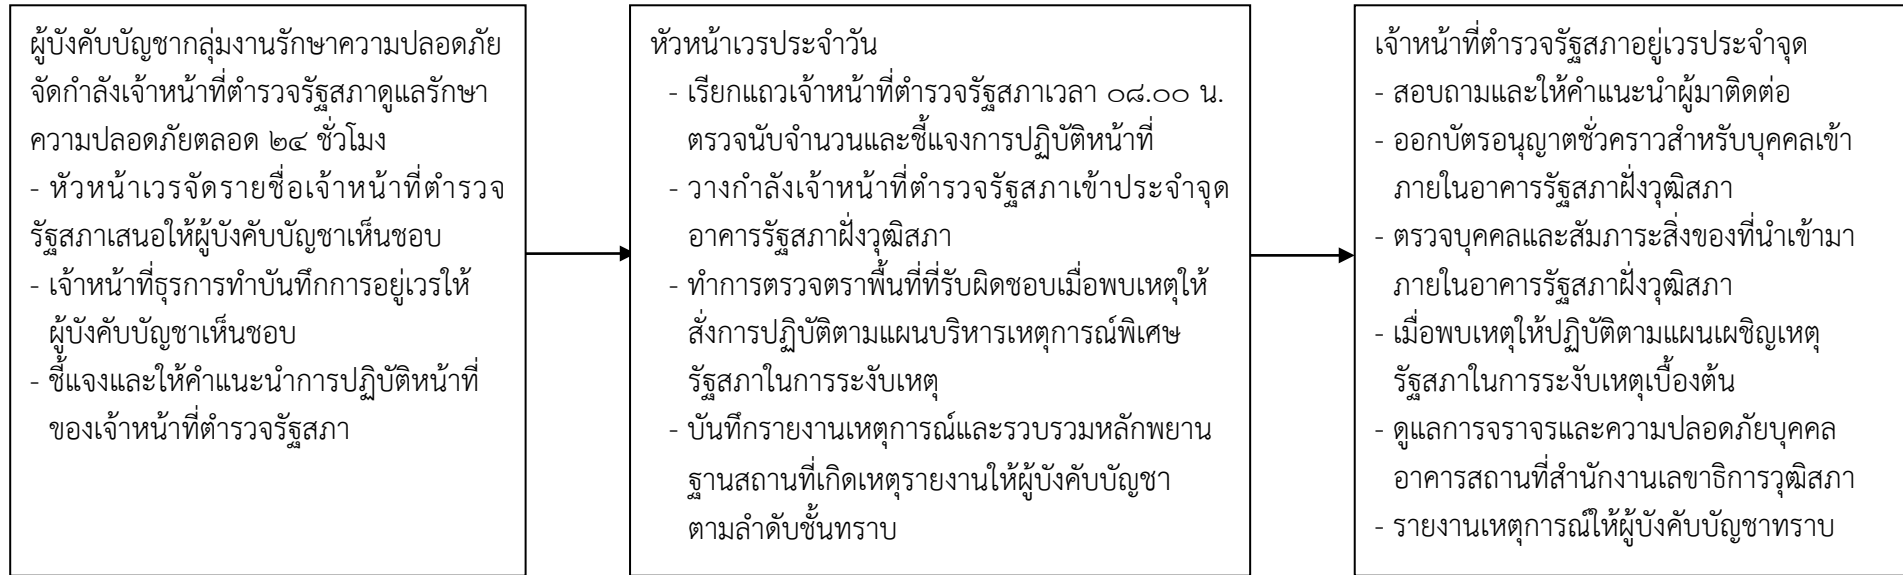 ผู้บังคับบัญชากลุ่มงานรักษาความปลอดภัย
จัดกำลังเจ้าหน้าที่ตำรวจรัฐสภาดูแลรักษา
ความปลอดภัยตลอด ๒๔ ชั่วโมง
- หัวหน้าเวรจัดรายชื่อเจ้าหน้าที่ตำรวจ
รัฐสภาเสนอให้ผู้บังคับบัญชาเห็นชอบ
- เจ้าหน้าที่ธุรการทำบันทึกการอยู่เวรให้
ผู้บังคับบัญชาเห็นชอบ
- ชี้แจงและให้คำแนะนำการปฏิบัติหน้าที่
ของเจ้าหน้าที่ตำรวจรัฐสภา
หัวหน้าเวรประจำวัน
- เรียกแถวเจ้าหน้าที่ตำรวจรัฐสภาเวลา ๐๘.๐๐ น.
ตรวจนับจำนวนและชี้แจงการปฏิบัติหน้าที่
- วางกำลังเจ้าหน้าที่ตำรวจรัฐสภาเข้าประจำจุด
อาคารรัฐสภาฝั่งวุฒิสภา
- ทำการตรวจตราพื้นที่ที่รับผิดชอบเมื่อพบเหตุให้
สั่งการปฏิบัติตามแผนบริหารเหตุการณ์พิเศษ
รัฐสภาในการระงับเหตุ
- บันทึกรายงานเหตุการณ์และรวบรวมหลักพยาน
ฐานสถานที่เกิดเหตุรายงานให้ผู้บังคับบัญชา
ตามลำดับชั้นทราบ
เจ้าหน้าที่ตำรวจรัฐสภาอยู่เวรประจำจุด
- สอบถามและให้คำแนะนำผู้มาติดต่อ
- ออกบัตรอนุญาตชั่วคราวสำหรับบุคคลเข้า
ภายในอาคารรัฐสภาฝั่งวุฒิสภา
- ตรวจบุคคลและสัมภาระสิ่งของที่นำเข้ามา
ภายในอาคารรัฐสภาฝั่งวุฒิสภา
- เมื่อพบเหตุให้ปฏิบัติตามแผนเผชิญเหตุ
รัฐสภาในการระงับเหตุเบื้องต้น
- ดูแลการจราจรและความปลอดภัยบุคคล
อาคารสถานที่สำนักงานเลขาธิการวุฒิสภา
- รายงานเหตุการณ์ให้ผู้บังคับบัญชาทราบ